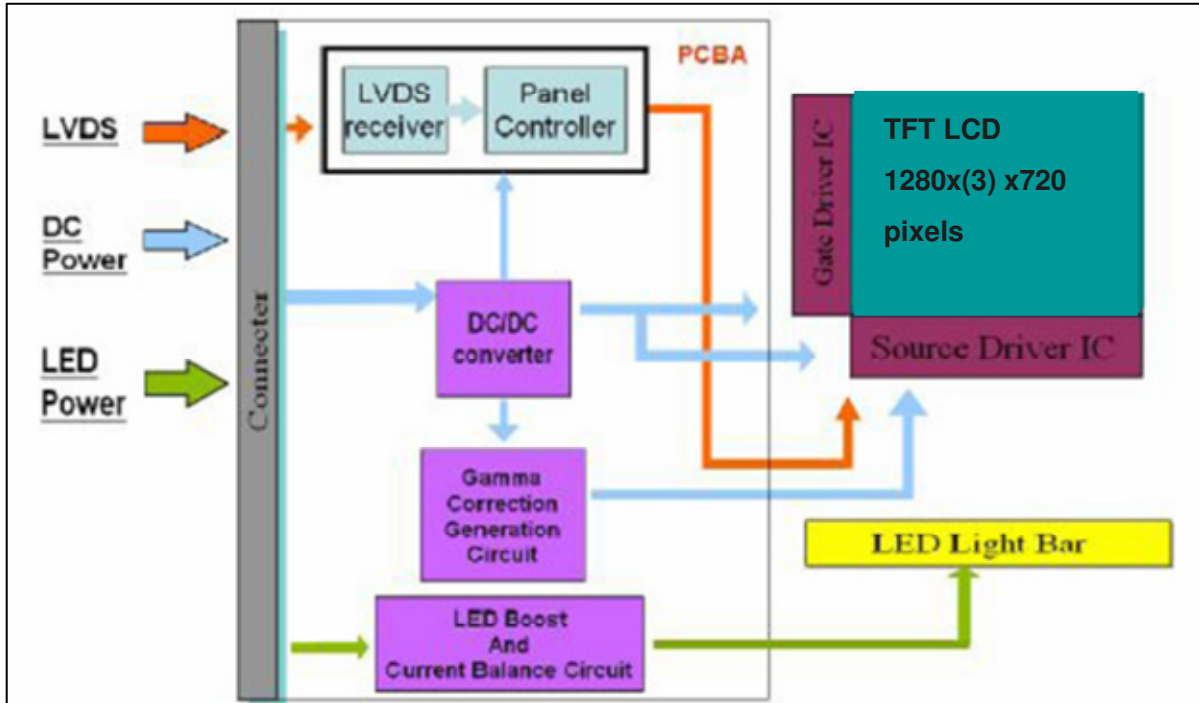 PCBA
LVDS
DC
Power
LED
Power
Connecter
LVDS
receiver
Panel
Controller
DC/DC
converter
Gamma
Correction
Generation
Circuit
LED Boost
And
Current Balance Circuit
Gate Driver IC
TFT LCD
1280x(3) x720
pixels
Source Driver IC
LED Light Bar